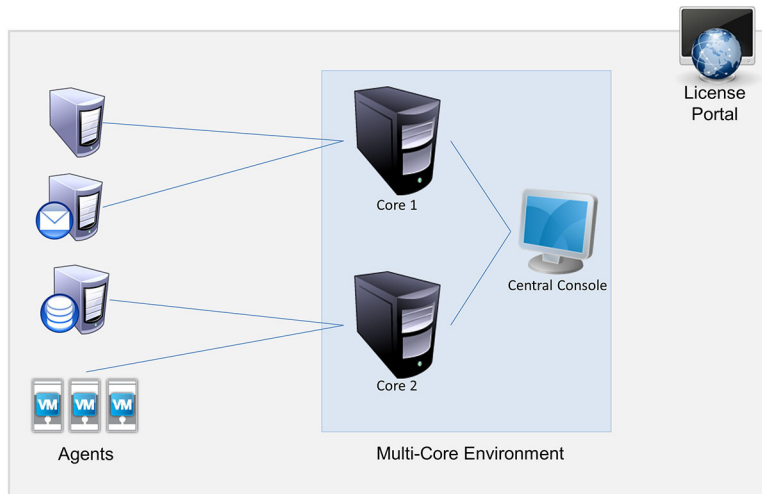 License
Portal
Core 1
Central Console
Core 2
VM VM VM
Agents
Multi-Core Environment